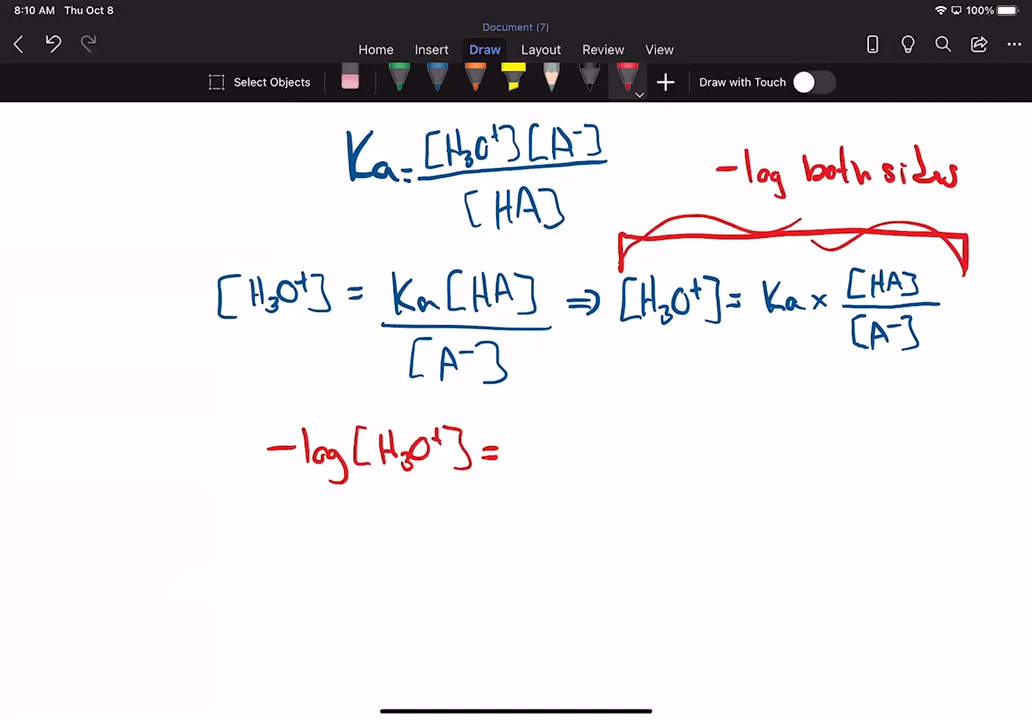 8:10 AM Thu Oct 8
100%
Document (7)
Home Insert Draw Layout Review View
Select Objects
Draw with Touch
Ka = [H₃O⁺][A⁻] / [HA]
-log both sides
[H₃O⁺] = Ka[HA] / [A⁻] ⇒ [H₃O⁺] = Ka × [HA] / [A⁻]
-log[H₃O⁺] =